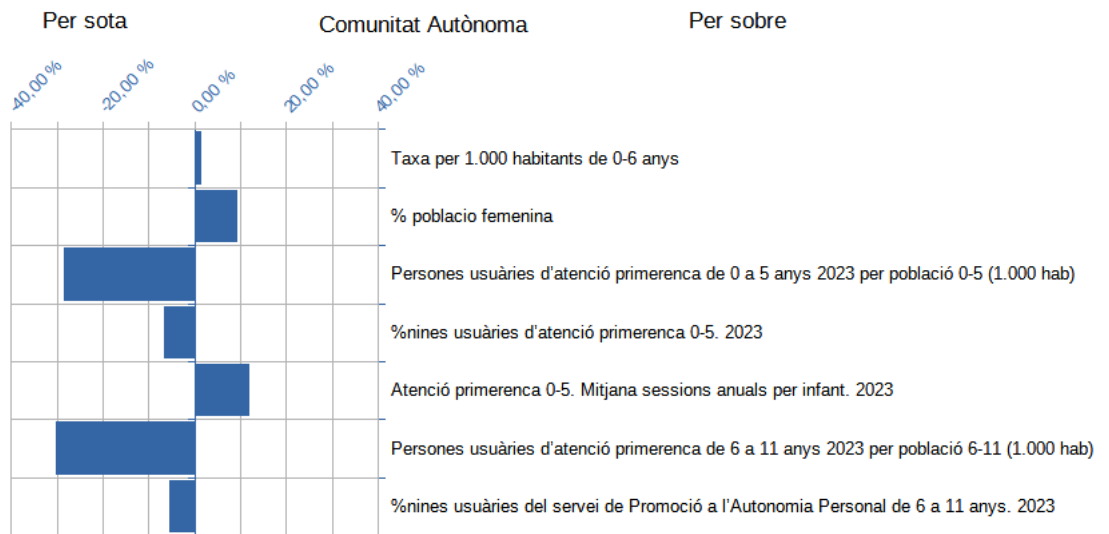 Per sota
Comunitat Autònoma
Per sobre
-40,00 %
-20,00 %
0,00 %
20,00 %
40,00 %
Taxa per 1.000 habitants de 0-6 anys
% poblacio femenina
Persones usuàries d’atenció primerenca de 0 a 5 anys 2023 per població 0-5 (1.000 hab)
%nines usuàries d’atenció primerenca 0-5. 2023
Atenció primerenca 0-5. Mitjana sessions anuals per infant. 2023
Persones usuàries d’atenció primerenca de 6 a 11 anys 2023 per població 6-11 (1.000 hab)
%nines usuàries del servei de Promoció a l’Autonomia Personal de 6 a 11 anys. 2023